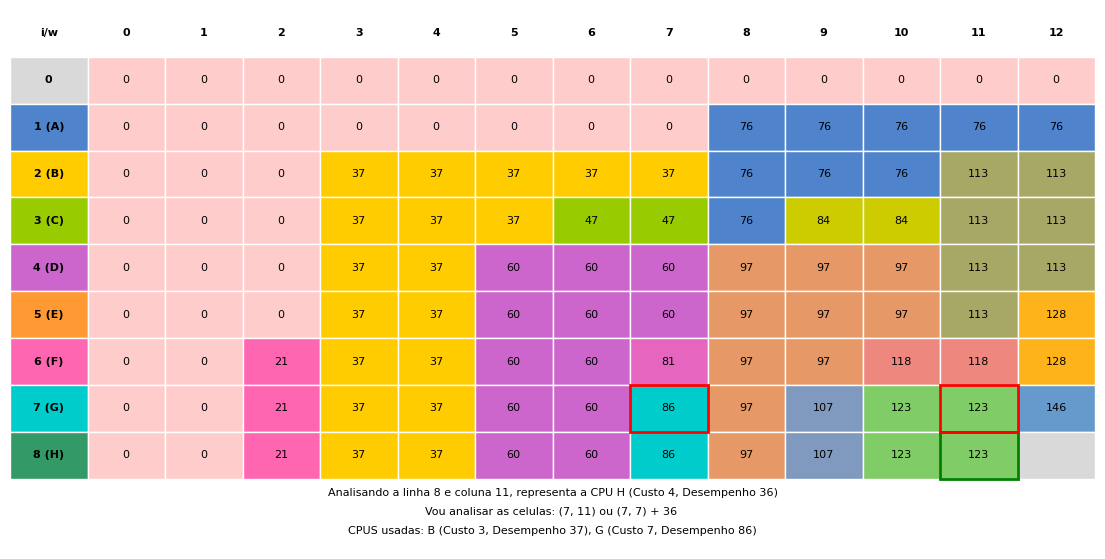 i/w 0 1 2 3 4 5 6 7 8 9 10 11 12
0 0 0 0 0 0 0 0 0 0 0 0 0 0
1 (A) 0 0 0 0 0 0 0 0 76 76 76 76 76
2 (B) 0 0 0 37 37 37 37 37 76 76 76 113 113
3 (C) 0 0 0 37 37 37 47 47 76 84 84 113 113
4 (D) 0 0 0 37 37 60 60 60 97 97 97 113 113
5 (E) 0 0 0 37 37 60 60 60 97 97 97 113 128
6 (F) 0 0 21 37 37 60 60 81 97 97 118 118 128
7 (G) 0 0 21 37 37 60 60 86 97 107 123 123 146
8 (H) 0 0 21 37 37 60 60 86 97 107 123 123
Analisando a linha 8 e coluna 11, representa a CPU H (Custo 4, Desempenho 36)
Vou analisar as celulas: (7, 11) ou (7, 7) + 36
CPUS usadas: B (Custo 3, Desempenho 37), G (Custo 7, Desempenho 86)